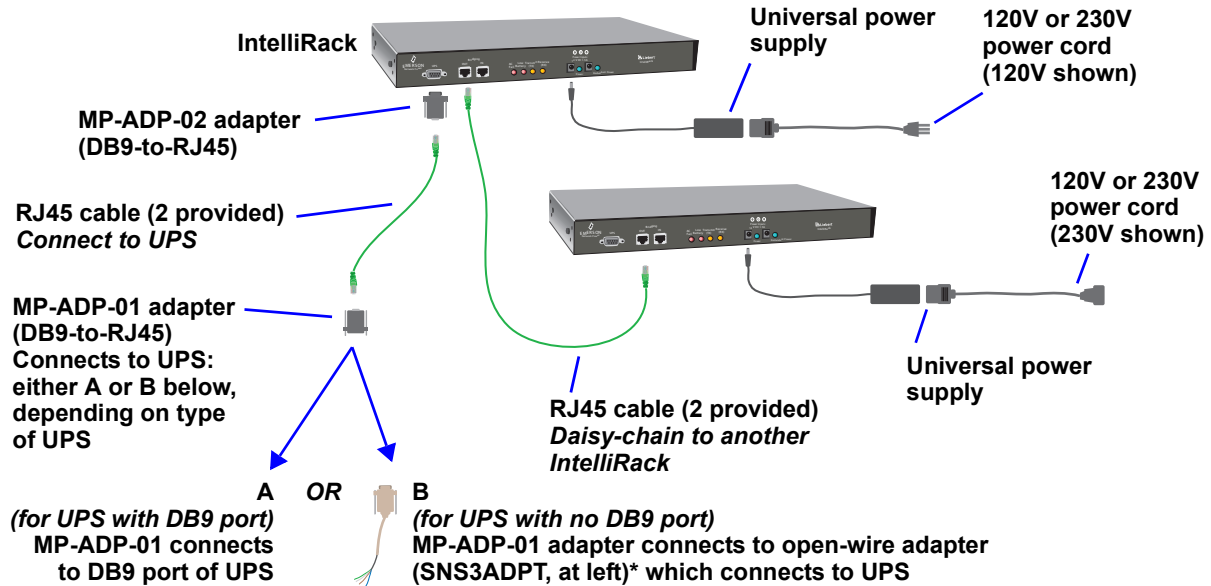 IntelliRack
Universal power
supply
120V or 230V
power cord
(120V shown)
MP-ADP-02 adapter
(DB9-to-RJ45)
RJ45 cable (2 provided)
Connect to UPS
120V or 230V
power cord
(230V shown)
MP-ADP-01 adapter
(DB9-to-RJ45)
Connects to UPS:
either A or B below,
depending on type
of UPS
Universal power
supply
RJ45 cable (2 provided)
Daisy-chain to another
IntelliRack
A OR B
(for UPS with DB9 port)
MP-ADP-01 connects
to DB9 port of UPS
(for UPS with no DB9 port)
MP-ADP-01 adapter connects to open-wire adapter
(SNS3ADPT, at left)* which connects to UPS